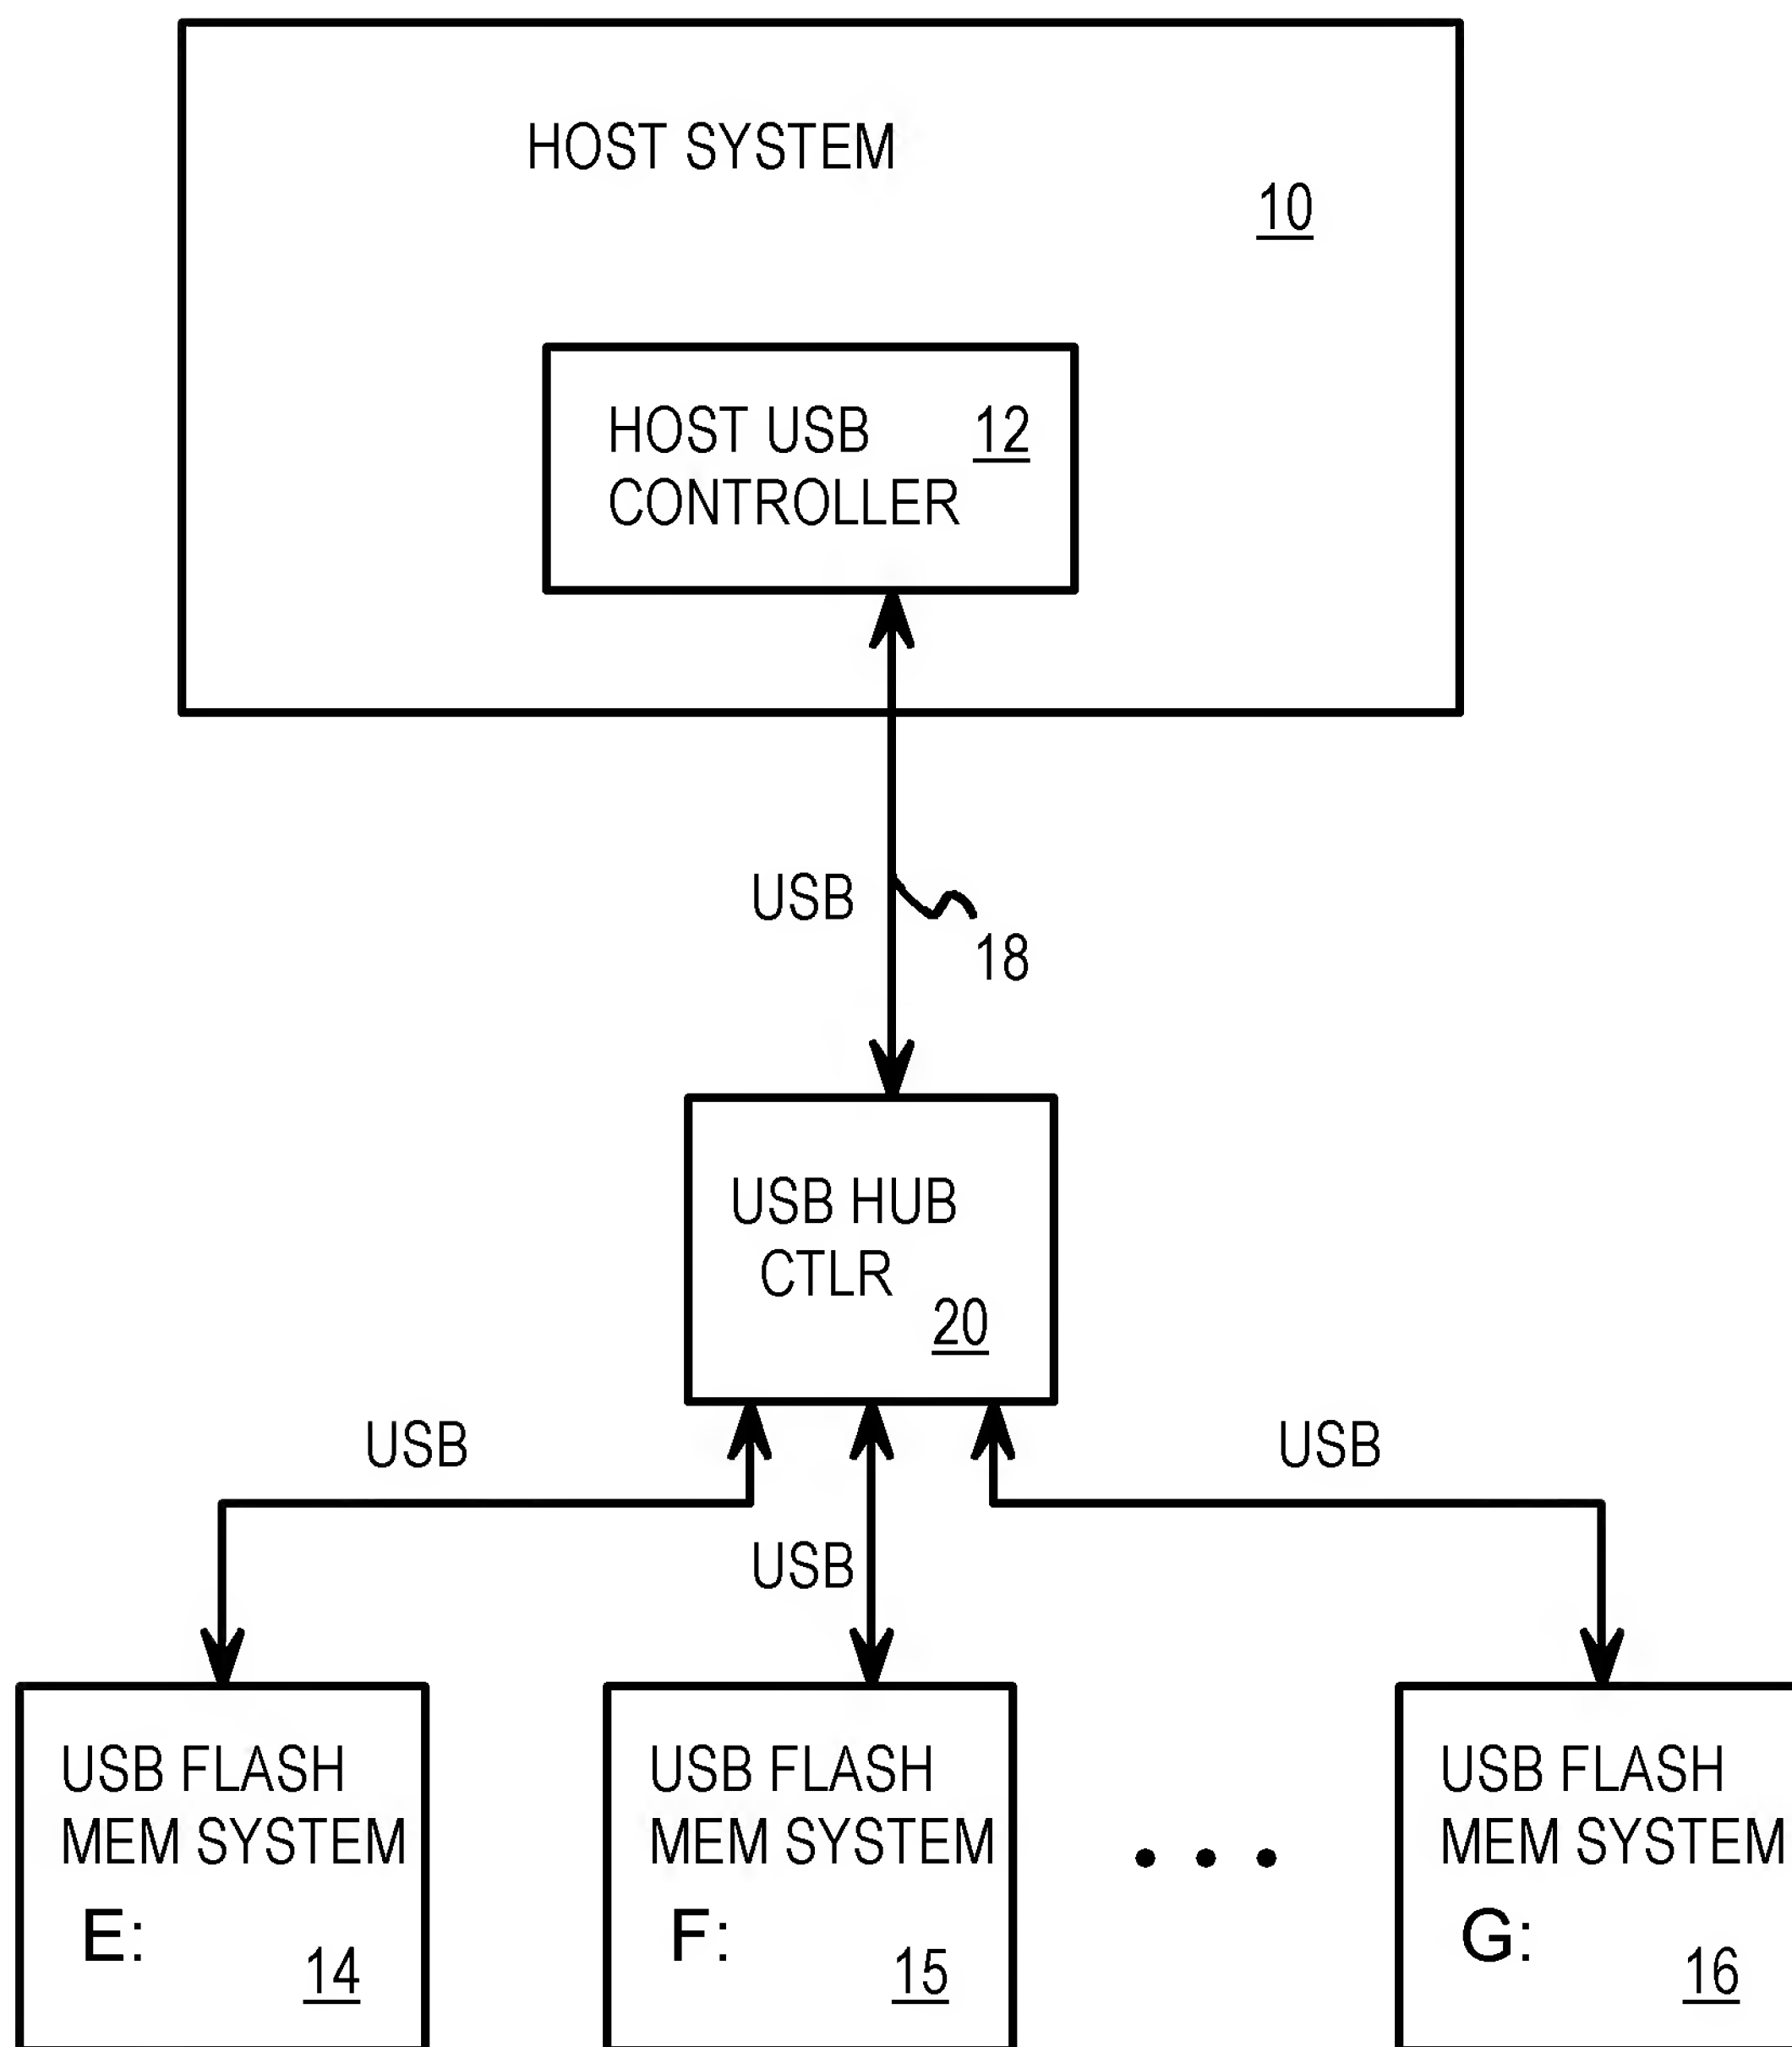 HOST SYSTEM
10
HOST USB 12
CONTROLLER
USB
18
USB HUB
CTLR
20
USB
USB
USB
USB FLASH
MEM SYSTEM
E:
14
USB FLASH
MEM SYSTEM
F:
15
USB FLASH
MEM SYSTEM
G:
16